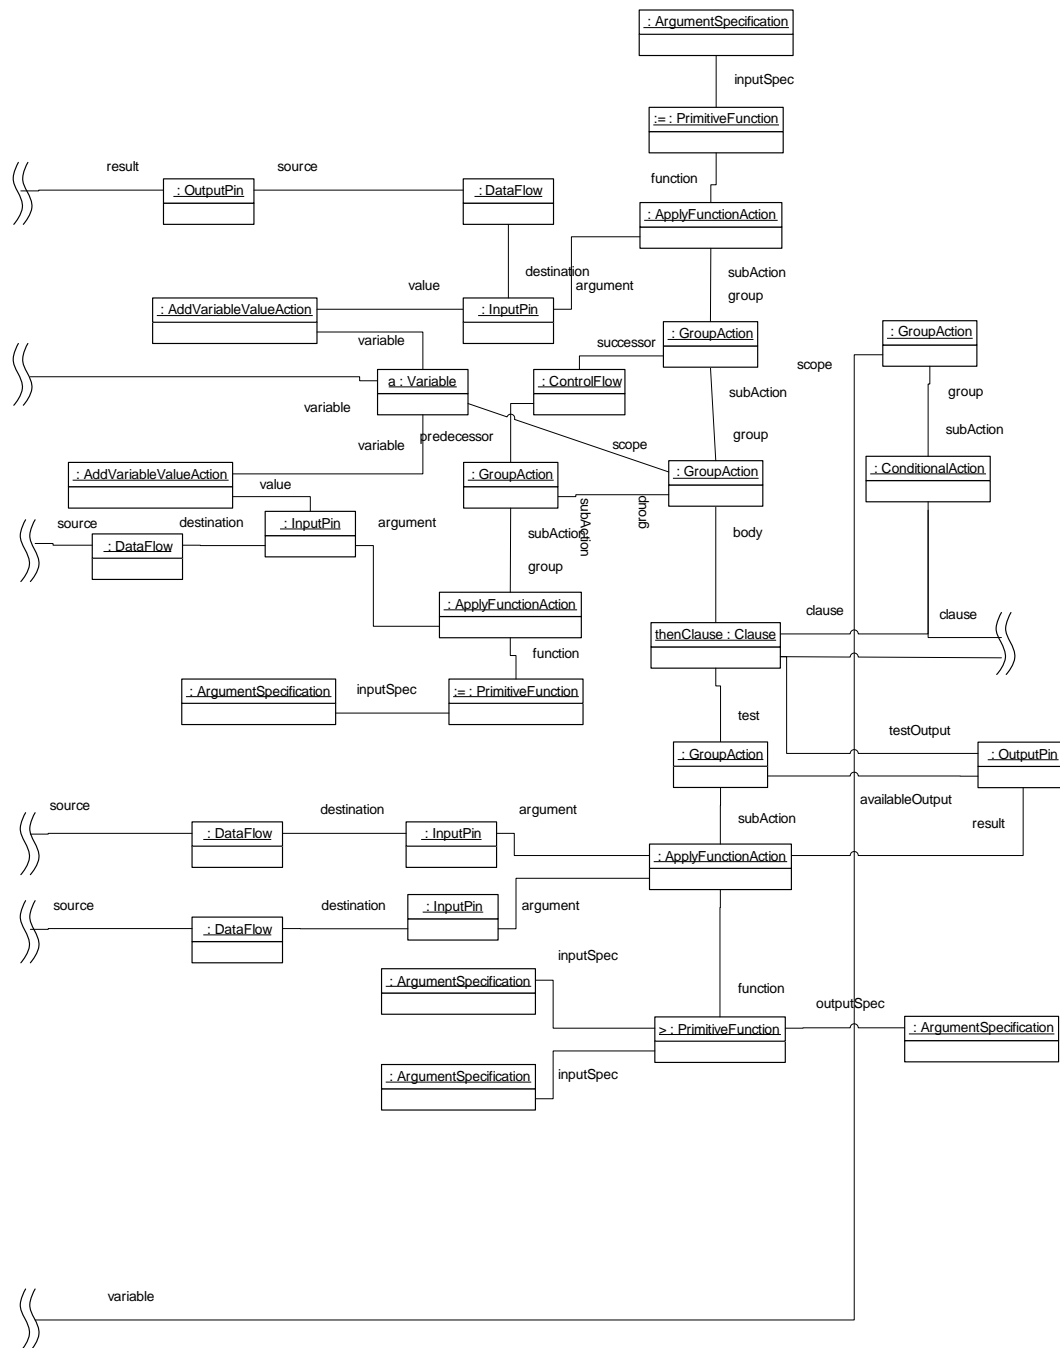 : ArgumentSpecification
inputSpec
:= : PrimitiveFunction
function
result
source
: OutputPin
: DataFlow
: ApplyFunctionAction
destination
subAction
value
argument
group
: AddVariableValueAction
: InputPin
: GroupAction
: GroupAction
variable
successor
scope
a : Variable
: ControlFlow
subAction
group
variable
variable
predecessor
scope
group
subAction
: AddVariableValueAction
: GroupAction
: GroupAction
: ConditionalAction
value
source
destination
: InputPin
argument
subAction
subAction
group
body
: DataFlow
group
: ApplyFunctionAction
clause
clause
thenClause : Clause
function
: ArgumentSpecification
inputSpec
:= : PrimitiveFunction
test
testOutput
: GroupAction
: OutputPin
source
destination
argument
subAction
availableOutput
result
: DataFlow
: InputPin
: ApplyFunctionAction
source
destination
: InputPin
argument
: DataFlow
inputSpec
: ArgumentSpecification
function
outputSpec
> : PrimitiveFunction
: ArgumentSpecification
: ArgumentSpecification
inputSpec
variable